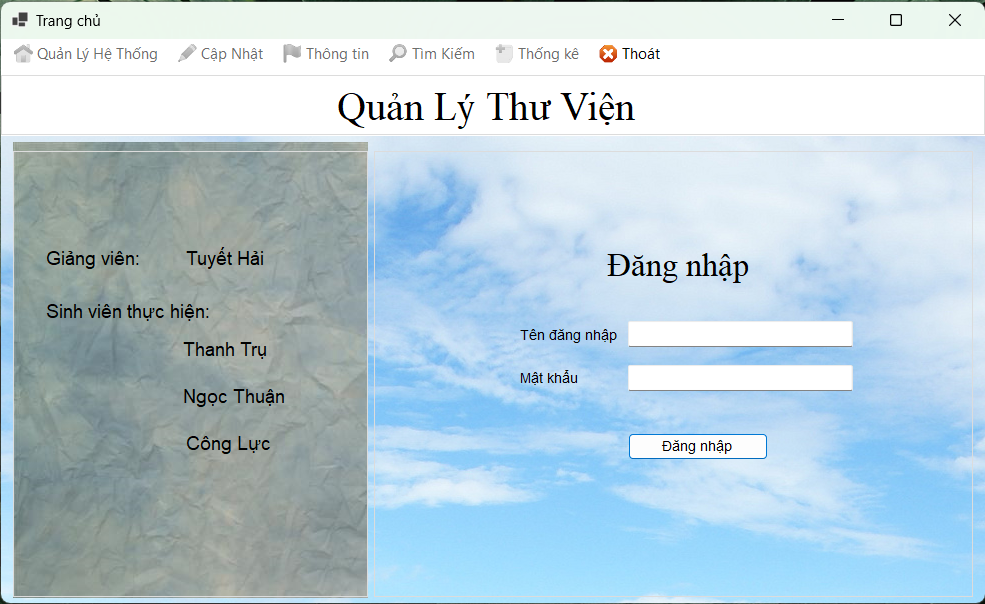 Trang chủ
Quản Lý Hệ Thống Cập Nhật Thông tin Tìm Kiếm Thống kê Thoát
Quản Lý Thư Viện
Giảng viên: Tuyết Hải
Sinh viên thực hiện:
Thanh Trụ
Ngọc Thuận
Công Lực
Đăng nhập
Tên đăng nhập
Mật khẩu
Đăng nhập